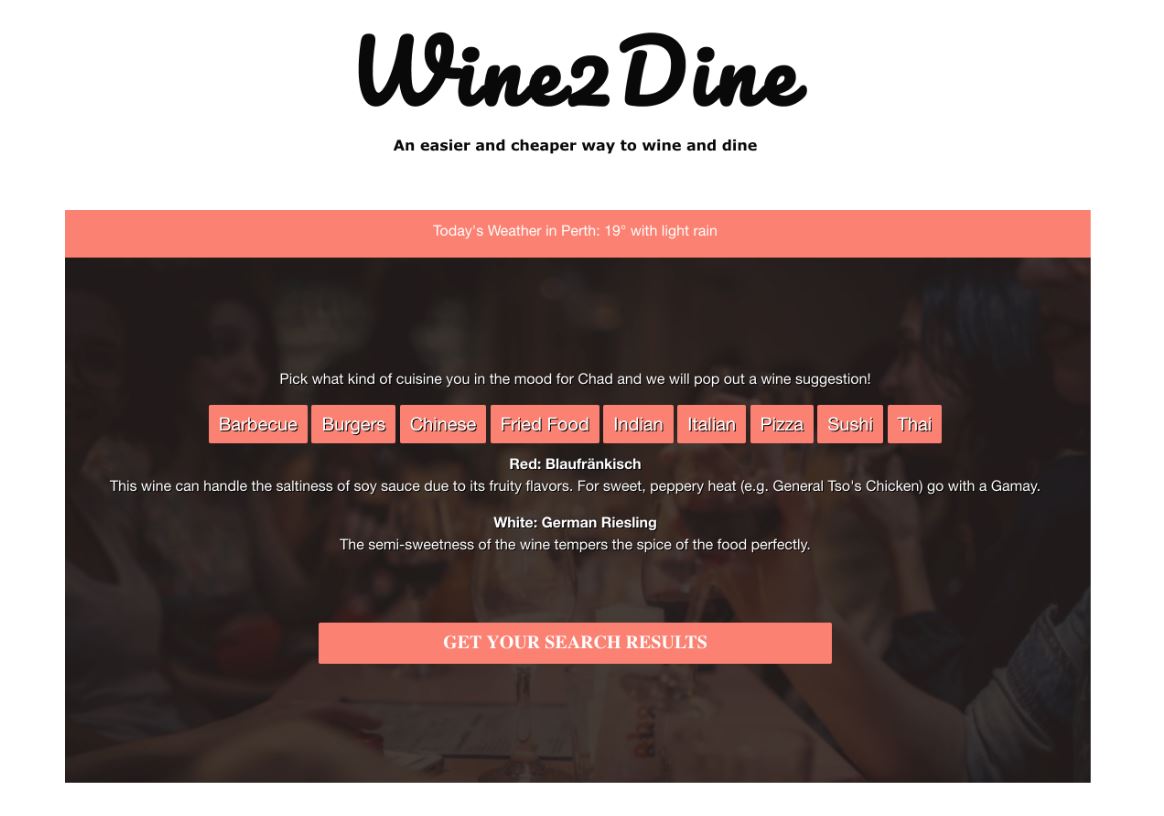 Wine2Dine
An easier and cheaper way to wine and dine
Today's Weather in Perth: 19° with light rain
Pick what kind of cuisine you in the mood for Chad and we will pop out a wine suggestion!
Barbecue Burgers Chinese Fried Food Indian Italian Pizza Sushi Thai
Red: Blaufränkisch
This wine can handle the saltiness of soy sauce due to its fruity flavors. For sweet, peppery heat (e.g. General Tso's Chicken) go with a Gamay.
White: German Riesling
The semi-sweetness of the wine tempers the spice of the food perfectly.
GET YOUR SEARCH RESULTS